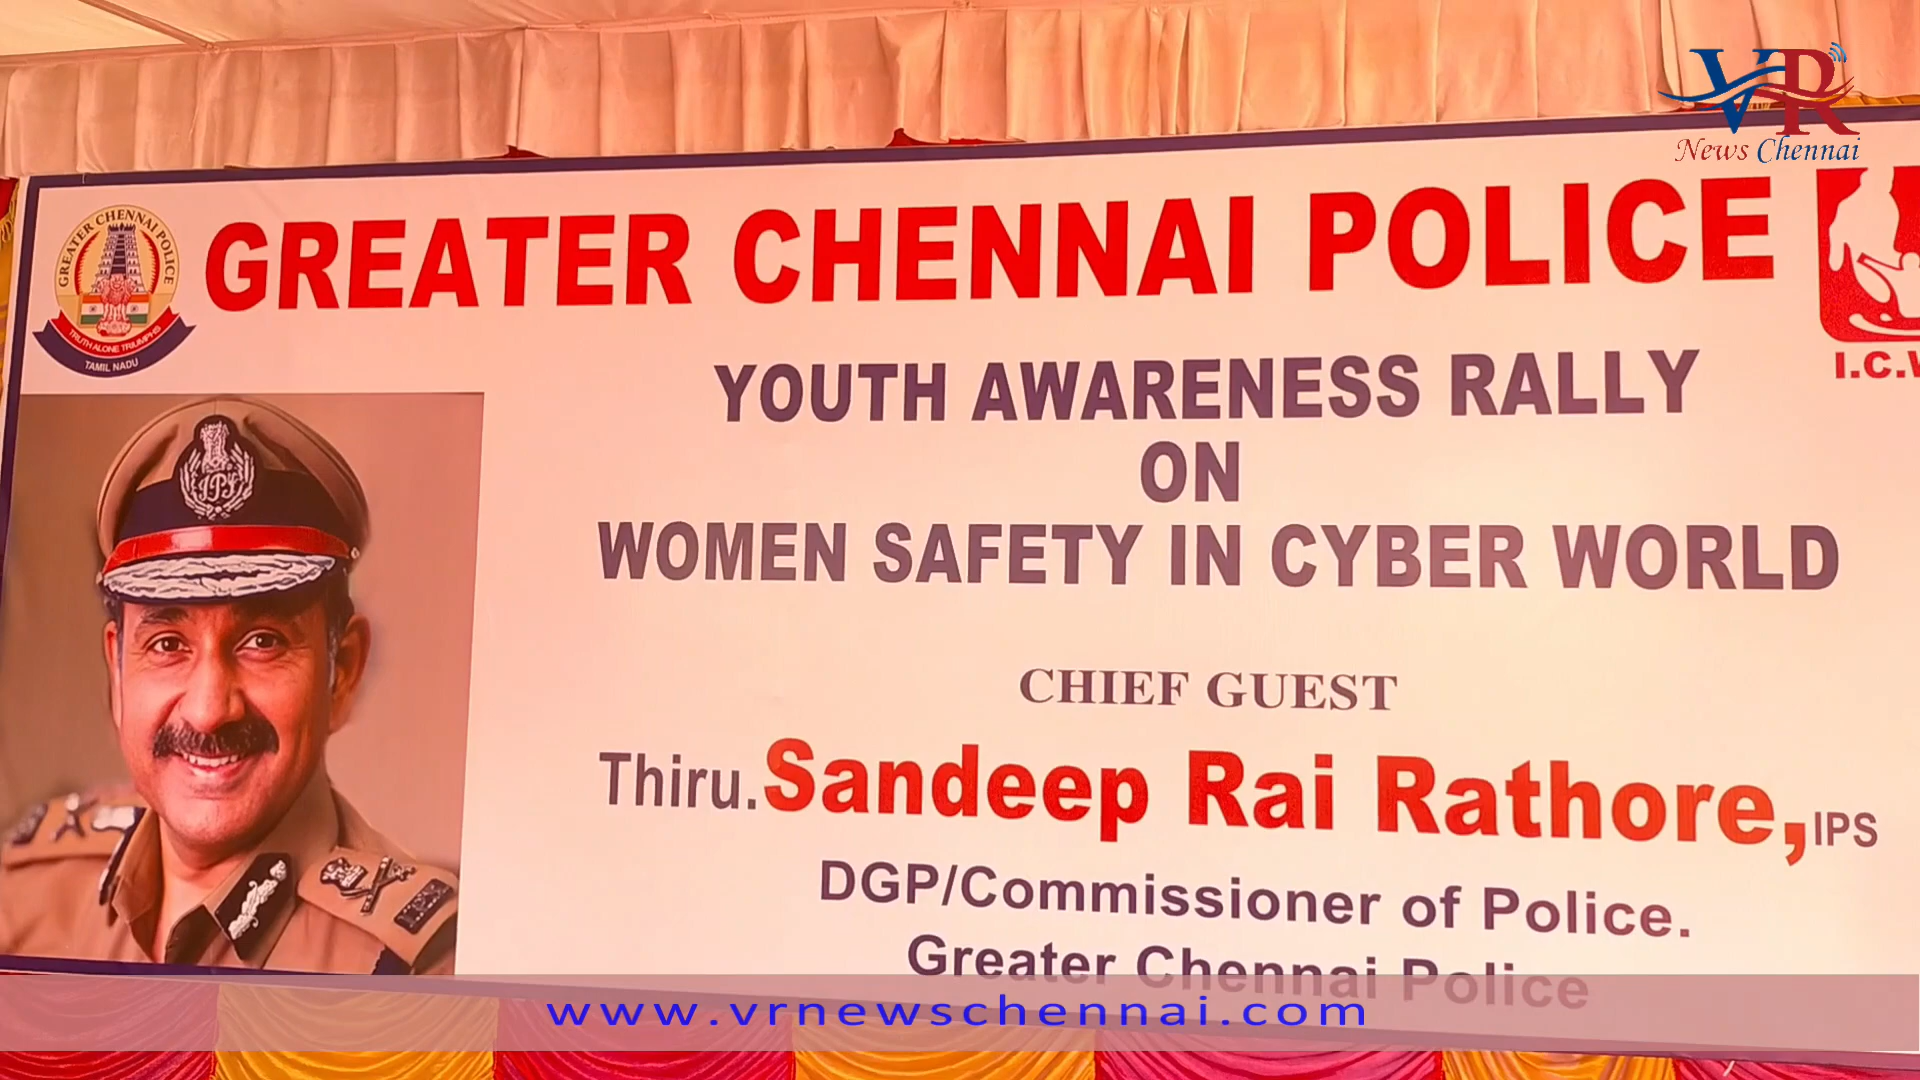 VR
News Chennai
GREATER CHENNAI POLICE
TRUTH ALONE TRIUMPHS
TAMIL NADU
GREATER CHENNAI POLICE
I.C.W
YOUTH AWARENESS RALLY
ON
WOMEN SAFETY IN CYBER WORLD
IPS
CHIEF GUEST
Thiru.Sandeep Rai Rathore,IPS
DGP/Commissioner of Police.
Greater Chennai Police
www.vrnewschennai.com